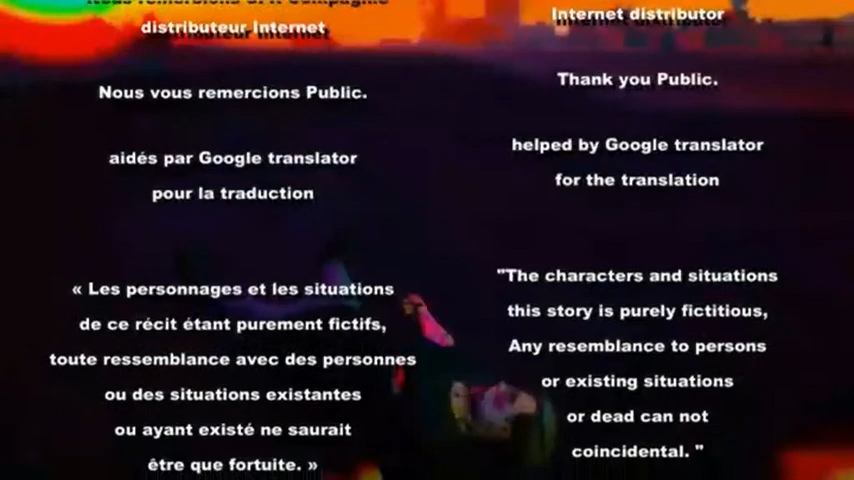 distributeur Internet
Nous vous remercions Public.
aidés par Google translator
pour la traduction
« Les personnages et les situations
de ce récit étant purement fictifs,
toute ressemblance avec des personnes
ou des situations existantes
ou ayant existé ne saurait
être que fortuite. »
Internet distributor
Thank you Public.
helped by Google translator
for the translation
"The characters and situations
this story is purely fictitious,
Any resemblance to persons
or existing situations
or dead can not
coincidental. "